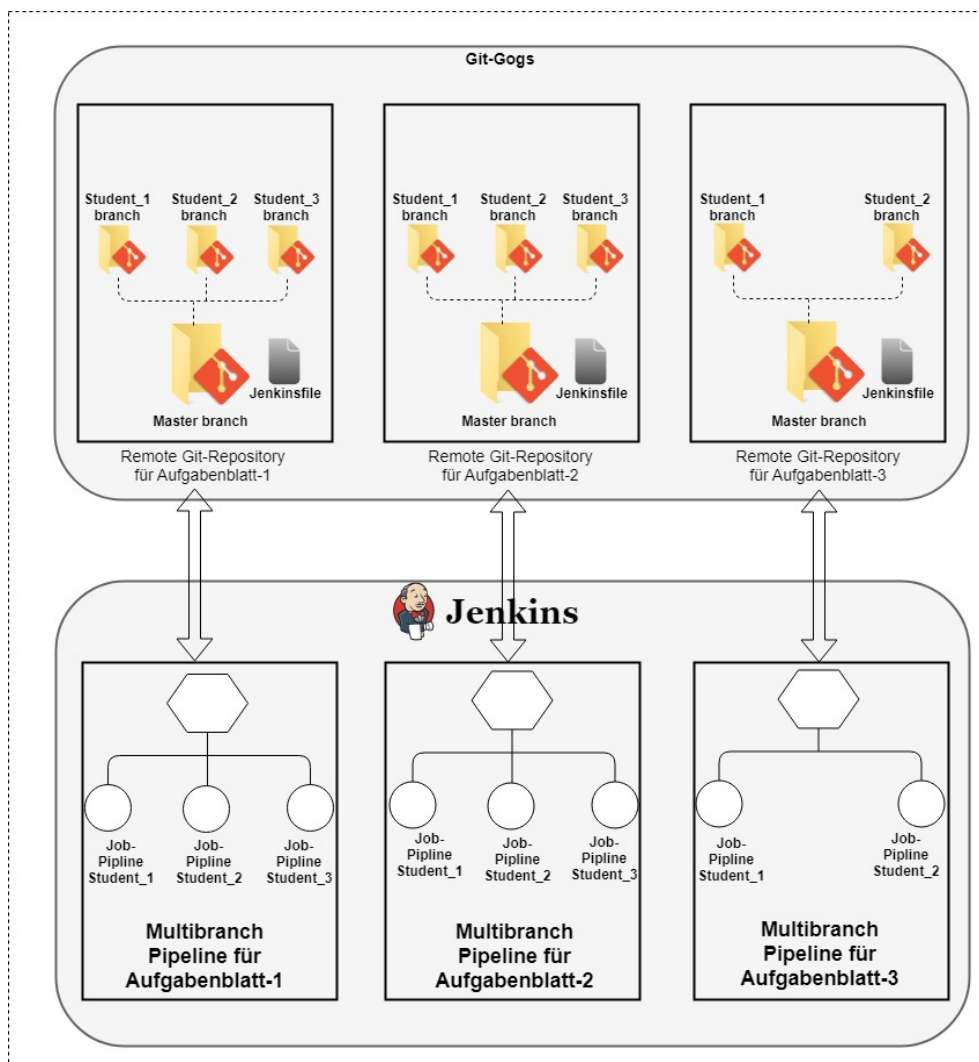 Git-Gogs
Student_1
branch
Student_2
branch
Student_3
branch
Jenkinsfile
Master branch
Remote Git-Repository
für Aufgabenblatt-1
Student_1
branch
Student_2
branch
Student_3
branch
Jenkinsfile
Master branch
Remote Git-Repository
für Aufgabenblatt-2
Student_1
branch
Student_2
branch
Jenkinsfile
Master branch
Remote Git-Repository
für Aufgabenblatt-3
Jenkins
Job-
Pipline
Student_1
Job-
Pipline
Student_2
Job-
Pipline
Student_3
Multibranch
Pipeline für
Aufgabenblatt-1
Job-
Pipline
Student_1
Job-
Pipline
Student_2
Job-
Pipline
Student_3
Multibranch
Pipeline für
Aufgabenblatt-2
Job-
Pipline
Student_1
Job-
Pipline
Student_2
Multibranch
Pipeline für
Aufgabenblatt-3